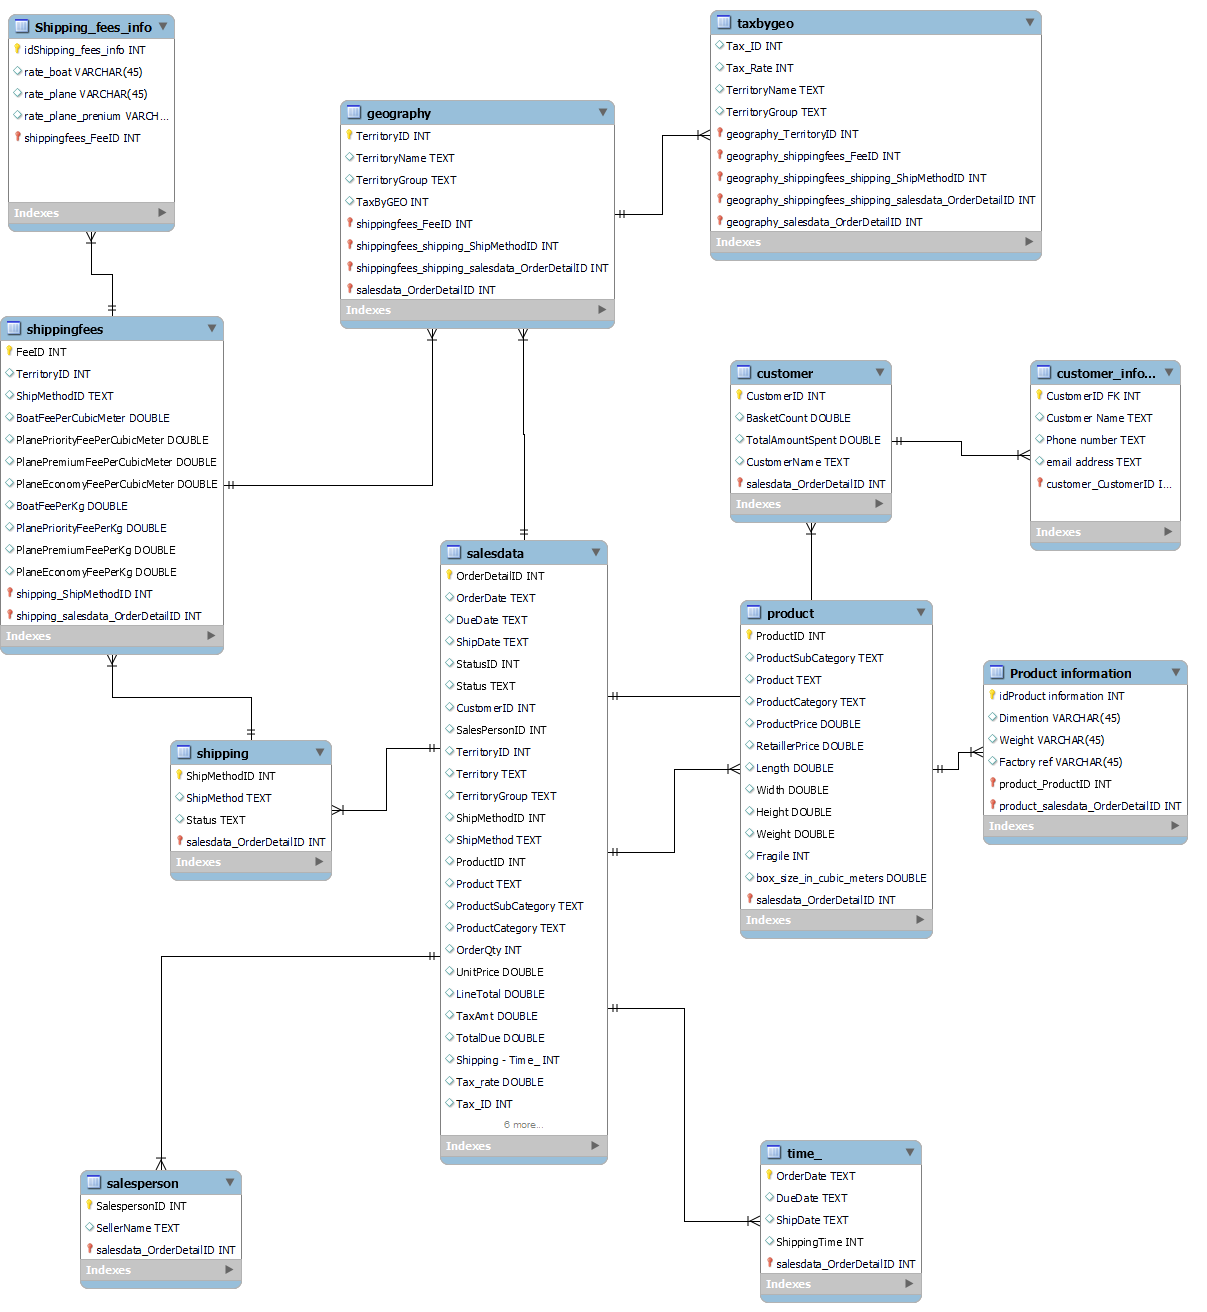 Shipping_fees_info
idShipping_fees_info INT
rate_boat VARCHAR(45)
rate_plane VARCHAR(45)
rate_plane_prenium VARCH...
shippingfees_FeeID INT
Indexes
geography
TerritoryID INT
TerritoryName TEXT
TerritoryGroup TEXT
TaxByGEO INT
shippingfees_FeeID INT
shippingfees_shipping_ShipMethodID INT
shippingfees_shipping_salesdata_OrderDetailID INT
salesdata_OrderDetailID INT
Indexes
taxbygeo
Tax_ID INT
Tax_Rate INT
TerritoryName TEXT
TerritoryGroup TEXT
geography_TerritoryID INT
geography_shippingfees_FeeID INT
geography_shippingfees_shipping_ShipMethodID INT
geography_shippingfees_shipping_salesdata_OrderDetailID INT
geography_salesdata_OrderDetailID INT
Indexes
shippingfees
FeeID INT
TerritoryID INT
ShipMethodID TEXT
BoatFeePerCubicMeter DOUBLE
PlanePriorityFeePerCubicMeter DOUBLE
PlanePremiumFeePerCubicMeter DOUBLE
PlaneEconomyFeePerCubicMeter DOUBLE
BoatFeePerKg DOUBLE
PlanePriorityFeePerKg DOUBLE
PlanePremiumFeePerKg DOUBLE
PlaneEconomyFeePerKg DOUBLE
shipping_ShipMethodID INT
shipping_salesdata_OrderDetailID INT
Indexes
customer
CustomerID INT
BasketCount DOUBLE
TotalAmountSpent DOUBLE
CustomerName TEXT
salesdata_OrderDetailID INT
Indexes
customer_info...
CustomerID FK INT
Customer Name TEXT
Phone number TEXT
email address TEXT
customer_CustomerID I...
Indexes
salesdata
OrderDetailID INT
OrderDate TEXT
DueDate TEXT
ShipDate TEXT
StatusID INT
Status TEXT
CustomerID INT
SalesPersonID INT
TerritoryID INT
Territory TEXT
TerritoryGroup TEXT
ShipMethodID INT
ShipMethod TEXT
ProductID INT
Product TEXT
ProductSubCategory TEXT
ProductCategory TEXT
OrderQty INT
UnitPrice DOUBLE
LineTotal DOUBLE
TaxAmt DOUBLE
TotalDue DOUBLE
Shipping - Time_ INT
Tax_rate DOUBLE
Tax_ID INT
6 more...
Indexes
product
ProductID INT
ProductSubCategory TEXT
Product TEXT
ProductCategory TEXT
ProductPrice DOUBLE
RetaillerPrice DOUBLE
Length DOUBLE
Width DOUBLE
Height DOUBLE
Weight DOUBLE
Fragile INT
box_size_in_cubic_meters DOUBLE
salesdata_OrderDetailID INT
Indexes
Product information
idProduct information INT
Dimention VARCHAR(45)
Weight VARCHAR(45)
Factory ref VARCHAR(45)
product_ProductID INT
product_salesdata_OrderDetailID INT
Indexes
shipping
ShipMethodID INT
ShipMethod TEXT
Status TEXT
salesdata_OrderDetailID INT
Indexes
salesperson
SalespersonID INT
SellerName TEXT
salesdata_OrderDetailID INT
Indexes
time_
OrderDate TEXT
DueDate TEXT
ShipDate TEXT
ShippingTime INT
salesdata_OrderDetailID INT
Indexes